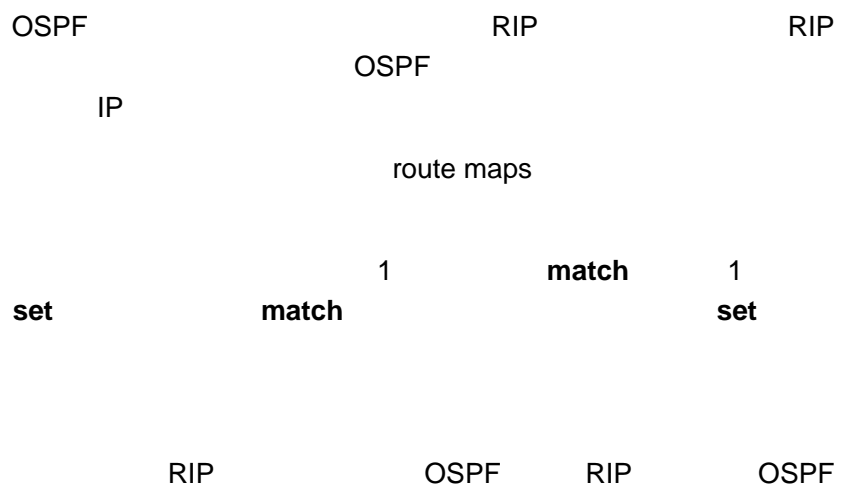 OSPF RIP RIP
OSPF
IP
route maps
1 match 1
set match set
RIP OSPF RIP OSPF